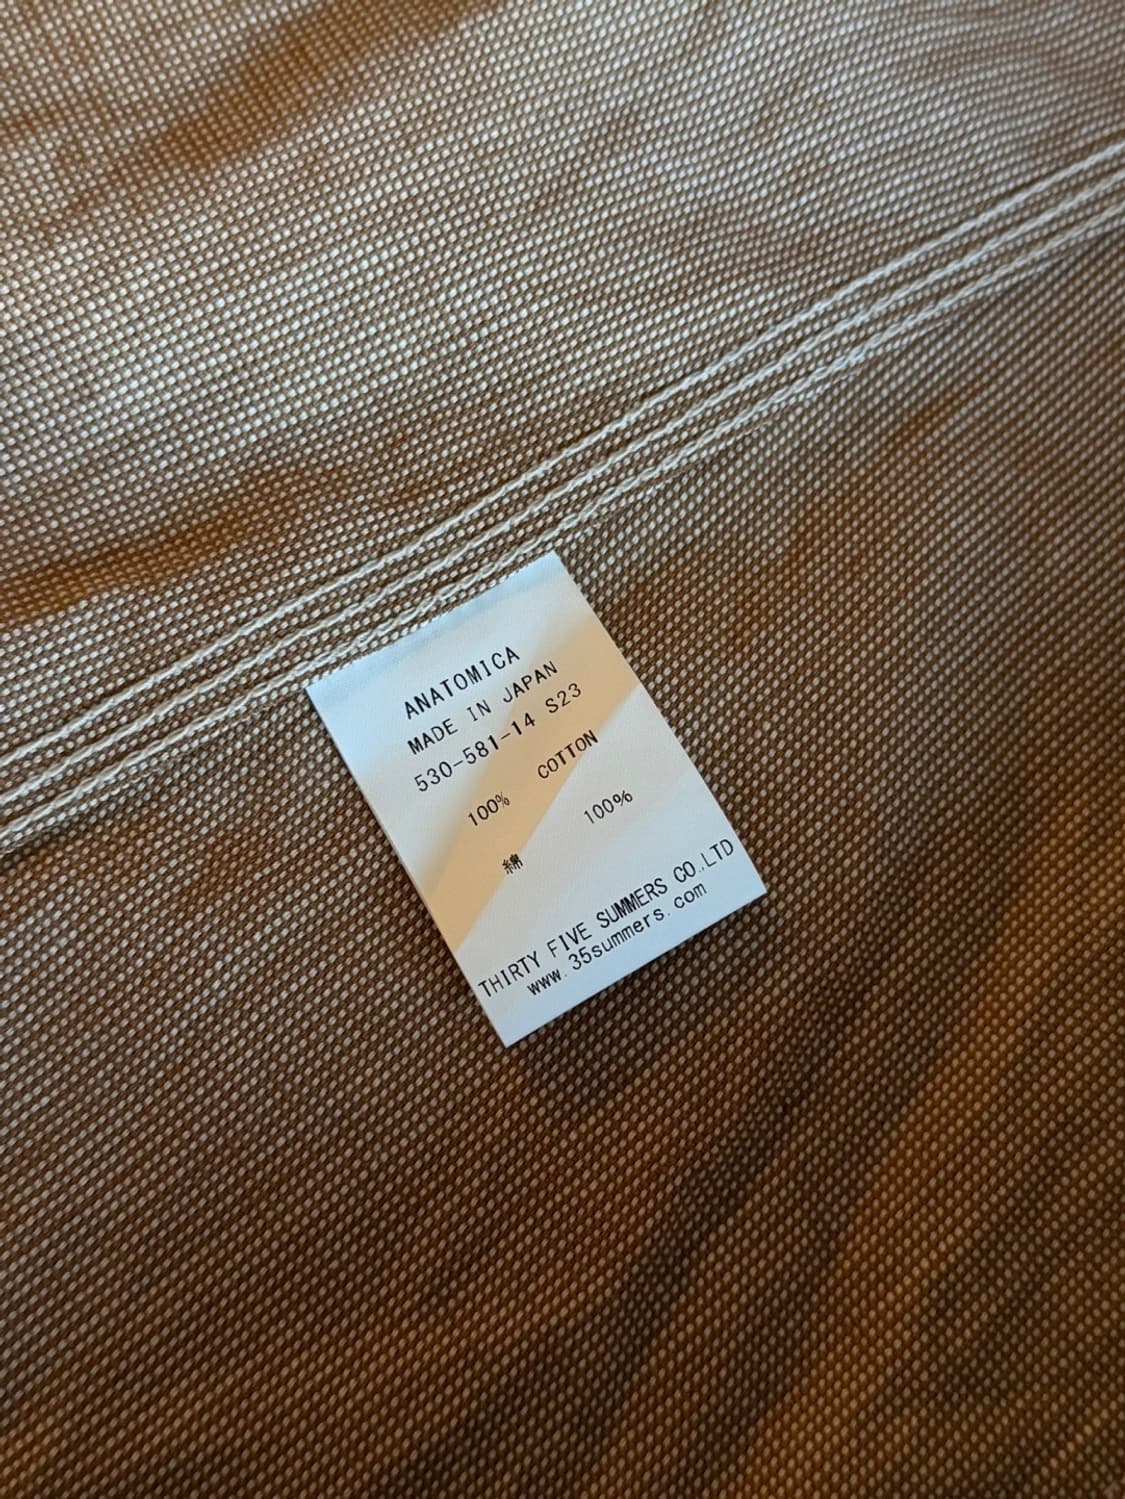 ANATOMICA
MADE IN JAPAN
530-581-14 S23
100% COTTON
綿 100%
THIRTY FIVE SUMMERS CO.,LTD
www.35summers.com